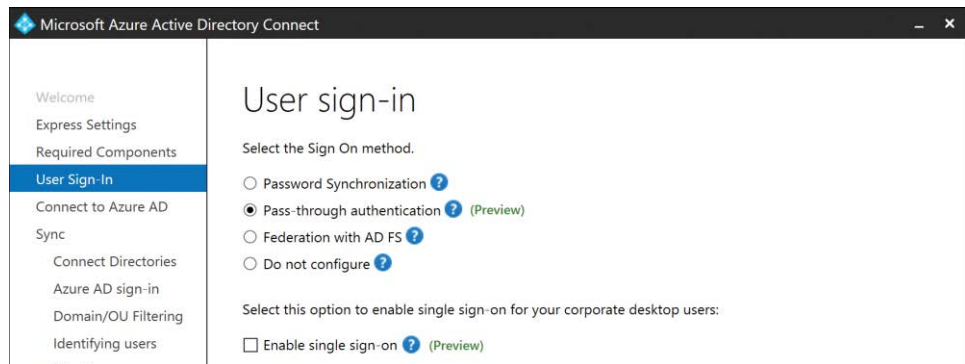 Microsoft Azure Active Directory Connect
Welcome
Express Settings
Required Components
User Sign-In
Connect to Azure AD
Sync
Connect Directories
Azure AD sign-in
Domain/OU Filtering
Identifying users
User sign-in
Select the Sign On method.
Password Synchronization ?
Pass-through authentication ? (Preview)
Federation with AD FS ?
Do not configure ?
Select this option to enable single sign-on for your corporate desktop users:
Enable single sign-on ? (Preview)